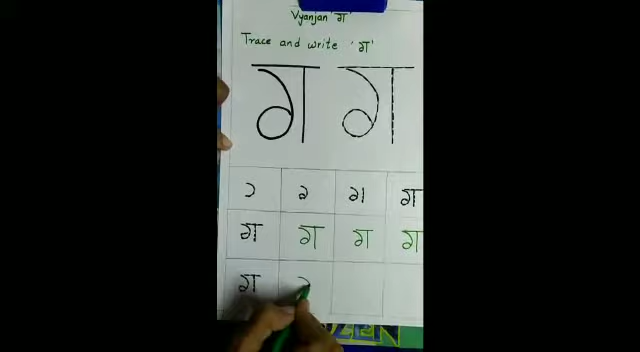 Vyanjan 'ग'
Trace and write 'ग'
ग ग
ग
ग ग ग ग
ग